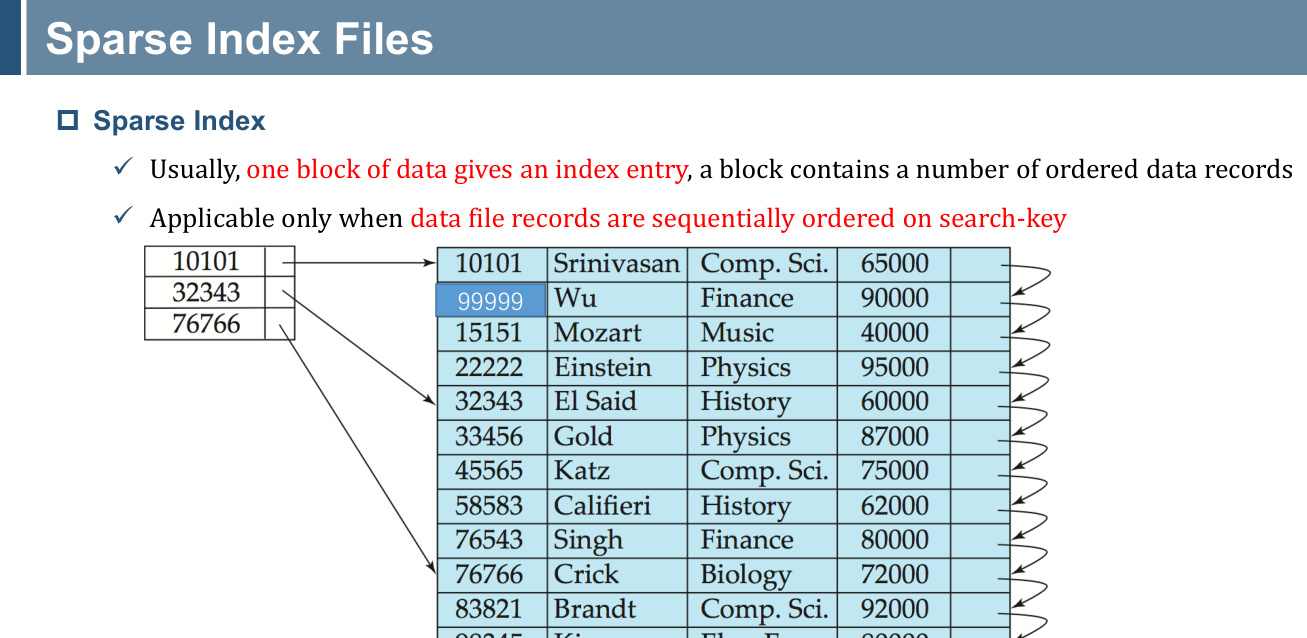 Sparse Index Files
Sparse Index
Usually, one block of data gives an index entry, a block contains a number of ordered data records
Applicable only when data file records are sequentially ordered on search-key
10101
32343
76766
10101 Srinivasan Comp. Sci. 65000
99999 Wu Finance 90000
15151 Mozart Music 40000
22222 Einstein Physics 95000
32343 El Said History 60000
33456 Gold Physics 87000
45565 Katz Comp. Sci. 75000
58583 Califieri History 62000
76543 Singh Finance 80000
76766 Crick Biology 72000
83821 Brandt Comp. Sci. 92000